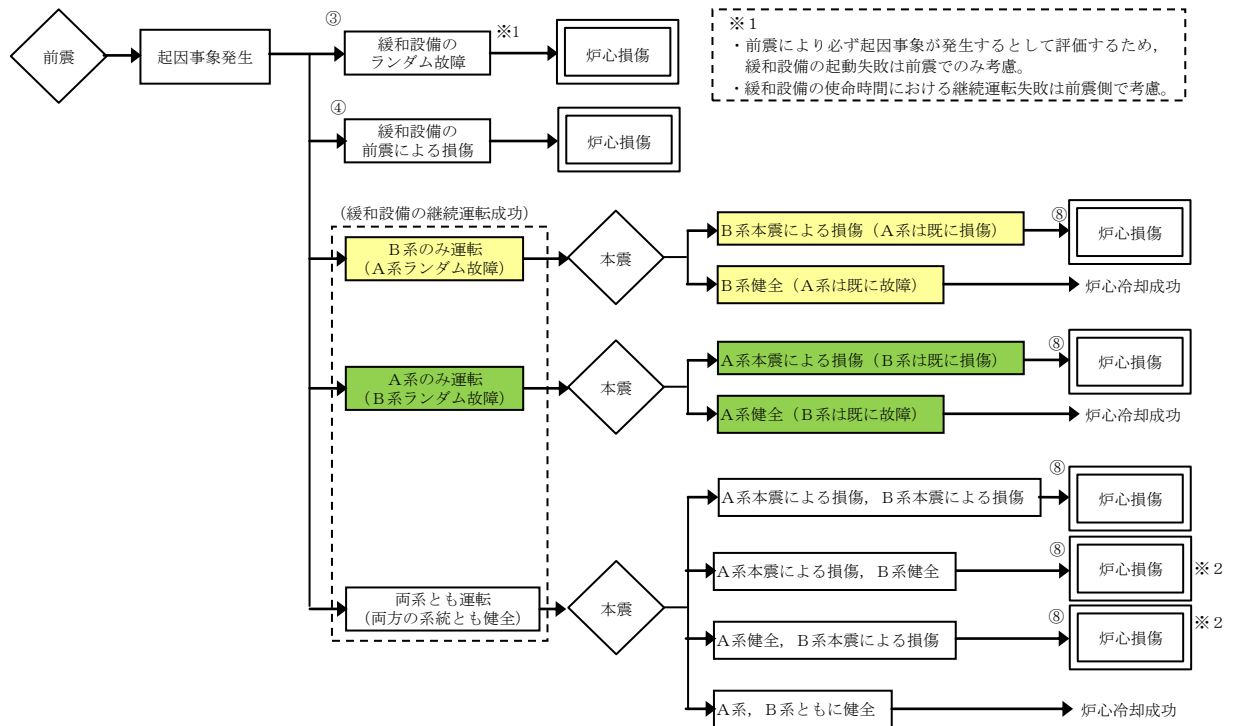 前震
起因事象発生
③
緩和設備の
ランダム故障
※1
炉心損傷
④
緩和設備の
前震による損傷
炉心損傷
※1
・前震により必ず起因事象が発生するとして評価するため，
緩和設備の起動失敗は前震でのみ考慮。
・緩和設備の使命時間における継続運転失敗は前震側で考慮。
(緩和設備の継続運転成功)
B系のみ運転
(A系ランダム故障)
本震
B系本震による損傷（A系は既に損傷）
⑧
炉心損傷
B系健全（A系は既に故障）
炉心冷却成功
A系のみ運転
(B系ランダム故障)
本震
A系本震による損傷（B系は既に損傷）
⑧
炉心損傷
A系健全（B系は既に故障）
炉心冷却成功
両系とも運転
(両方の系統とも健全)
本震
A系本震による損傷，B系本震による損傷
⑧
炉心損傷
A系本震による損傷，B系健全
⑧
炉心損傷
※2
A系健全，B系本震による損傷
⑧
炉心損傷
※2
A系，B系ともに健全
炉心冷却成功